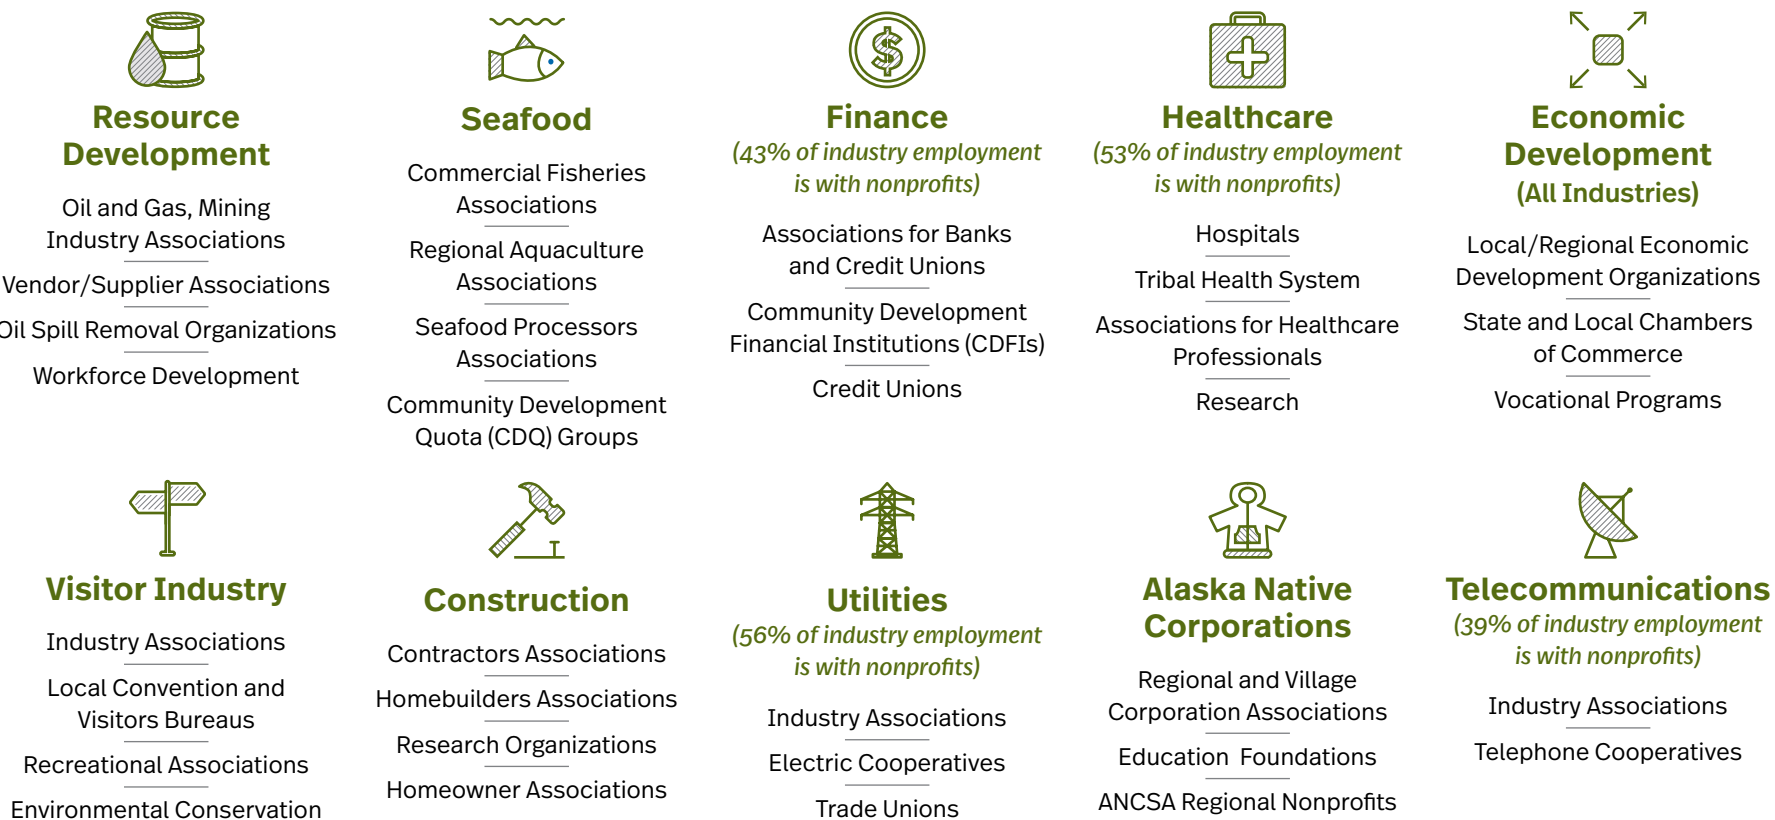 Resource
Development
Oil and Gas, Mining
Industry Associations
Vendor/Supplier Associations
Oil Spill Removal Organizations
Workforce Development
Seafood
Commercial Fisheries
Associations
Regional Aquaculture
Associations
Seafood Processors
Associations
Community Development
Quota (CDQ) Groups
Finance
(43% of industry employment
is with nonprofits)
Associations for Banks
and Credit Unions
Community Development
Financial Institutions (CDFIs)
Credit Unions
Healthcare
(53% of industry employment
is with nonprofits)
Hospitals
Tribal Health System
Associations for Healthcare
Professionals
Research
Economic
Development
(All Industries)
Local/Regional Economic
Development Organizations
State and Local Chambers
of Commerce
Vocational Programs
Visitor Industry
Industry Associations
Local Convention and
Visitors Bureaus
Recreational Associations
Environmental Conservation
Construction
Contractors Associations
Homebuilders Associations
Research Organizations
Homeowner Associations
Utilities
(56% of industry employment
is with nonprofits)
Industry Associations
Electric Cooperatives
Trade Unions
Alaska Native
Corporations
Regional and Village
Corporation Associations
Education Foundations
ANCSA Regional Nonprofits
Telecommunications
(39% of industry employment
is with nonprofits)
Industry Associations
Telephone Cooperatives